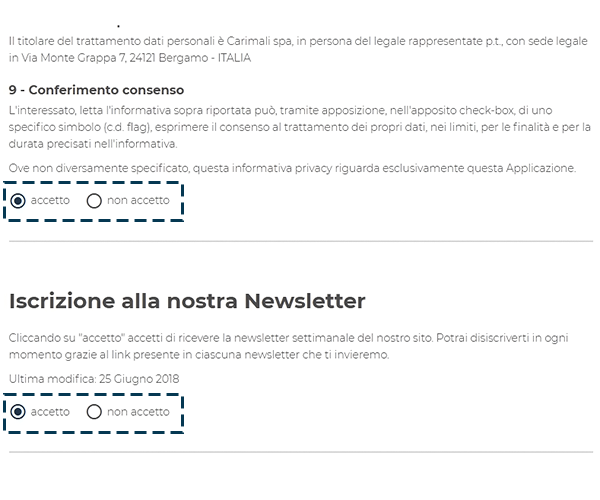 Il titolare del trattamento dati personali è Carimali spa, in persona del legale rappresentate p.t., con sede legale
in Via Monte Grappa 7, 24121 Bergamo - ITALIA
9 - Conferimento consenso
L'interessato, letta l'informativa sopra riportata può, tramite apposizione, nell'apposito check-box, di uno
specifico simbolo (c.d. flag), esprimere il consenso al trattamento dei propri dati, nei limiti, per le finalità e per la
durata precisati nell'informativa.
Ove non diversamente specificato, questa informativa privacy riguarda esclusivamente questa Applicazione.
accetto non accetto
Iscrizione alla nostra Newsletter
Cliccando su "accetto" accetti di ricevere la newsletter settimanale del nostro sito. Potrai disiscriverti in ogni
momento grazie al link presente in ciascuna newsletter che ti invieremo.
Ultima modifica: 25 Giugno 2018
accetto non accetto